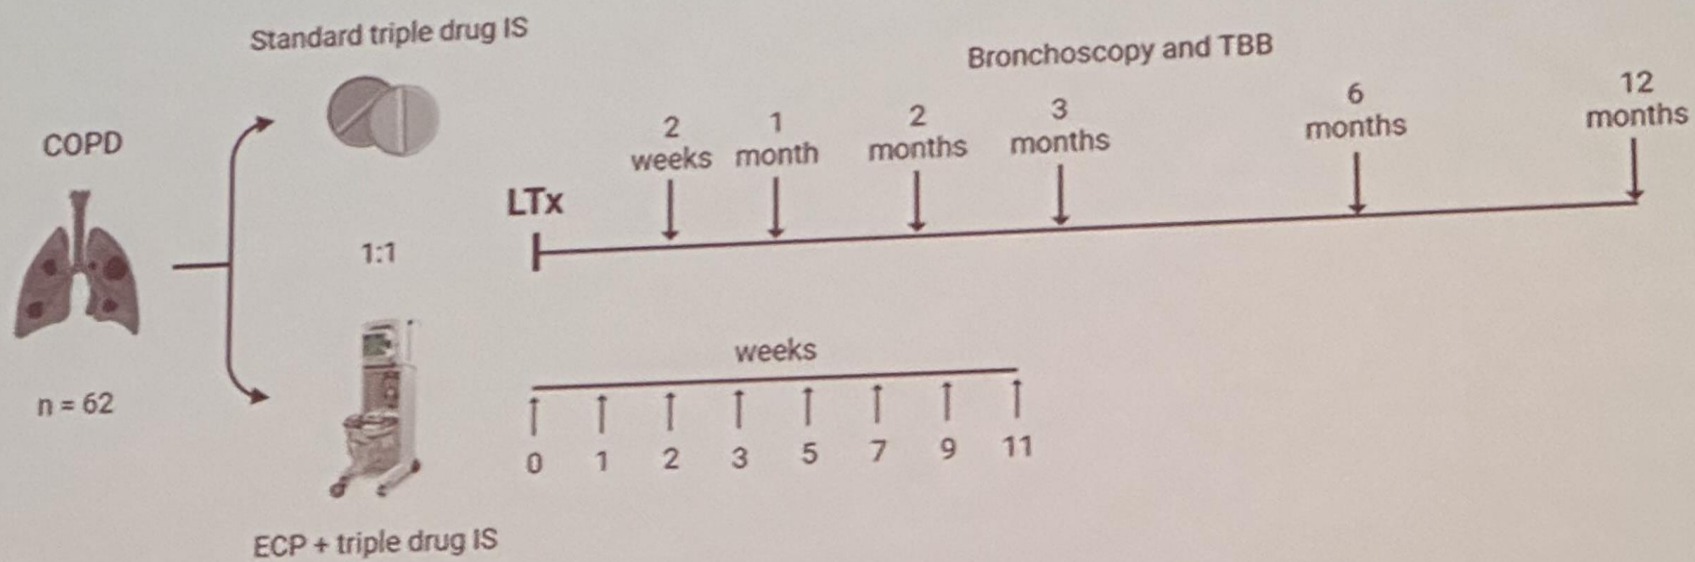 Standard triple drug IS
COPD
n = 62
1:1
ECP + triple drug IS
Bronchoscopy and TBB
LTx
2
weeks
1
month
2
months
3
months
6
months
12
months
weeks
0 1 2 3 5 7 9 11